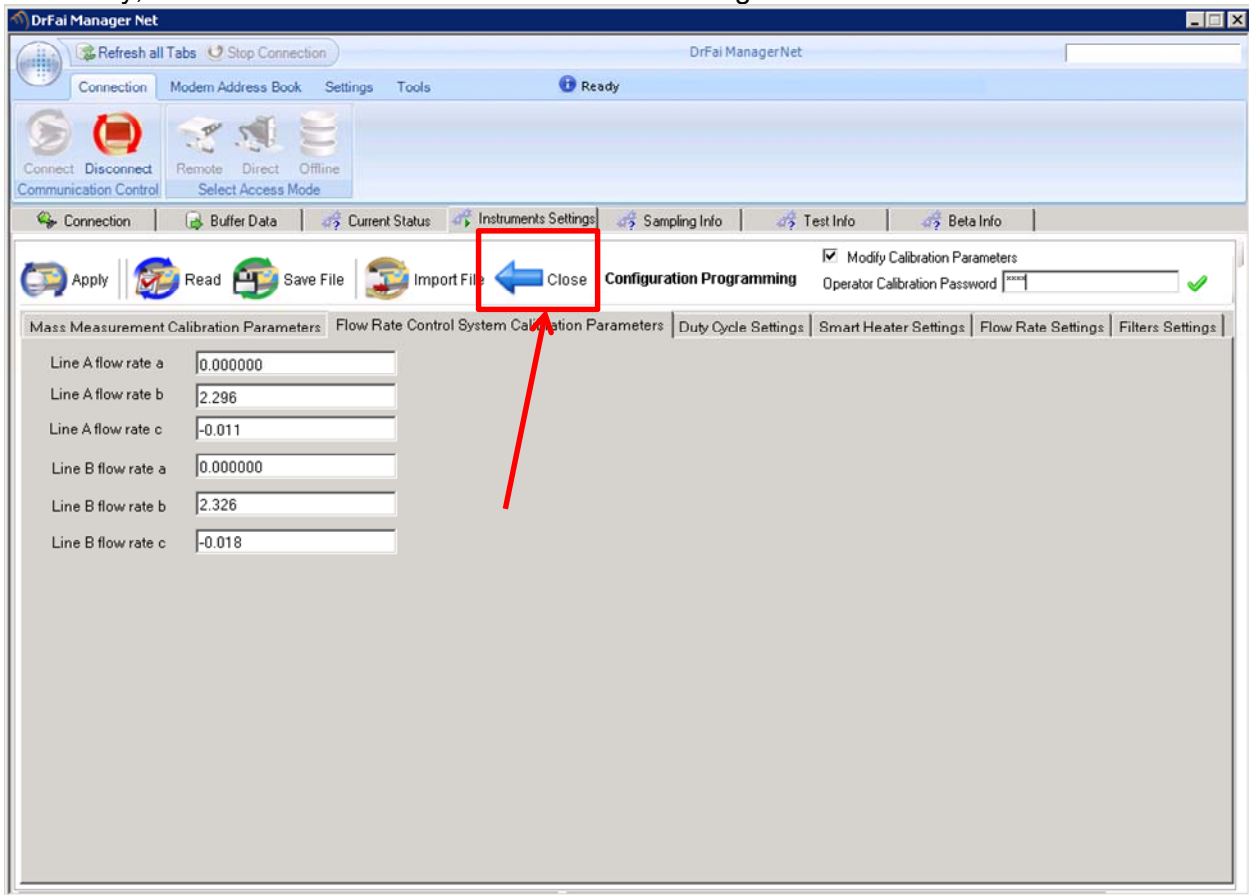 DrFai Manager Net
Refresh all Tabs Stop Connection DrFai ManagerNet
Connection Modem Address Book Settings Tools Ready
Connect Disconnect Remote Direct Offline
Communication Control Select Access Mode
Connection Buffer Data Current Status Instruments Settings Sampling Info Test Info Beta Info
Modify Calibration Parameters
Apply Read Save File Import File Close Configuration Programming
Operator Calibration Password ××××
Mass Measurement Calibration Parameters Flow Rate Control System Calibration Parameters Duty Cycle Settings Smart Heater Settings Flow Rate Settings Filters Settings
Line A flow rate a 0.000000
Line A flow rate b 2.296
Line A flow rate c -0.011
Line B flow rate a 0.000000
Line B flow rate b 2.326
Line B flow rate c -0.018